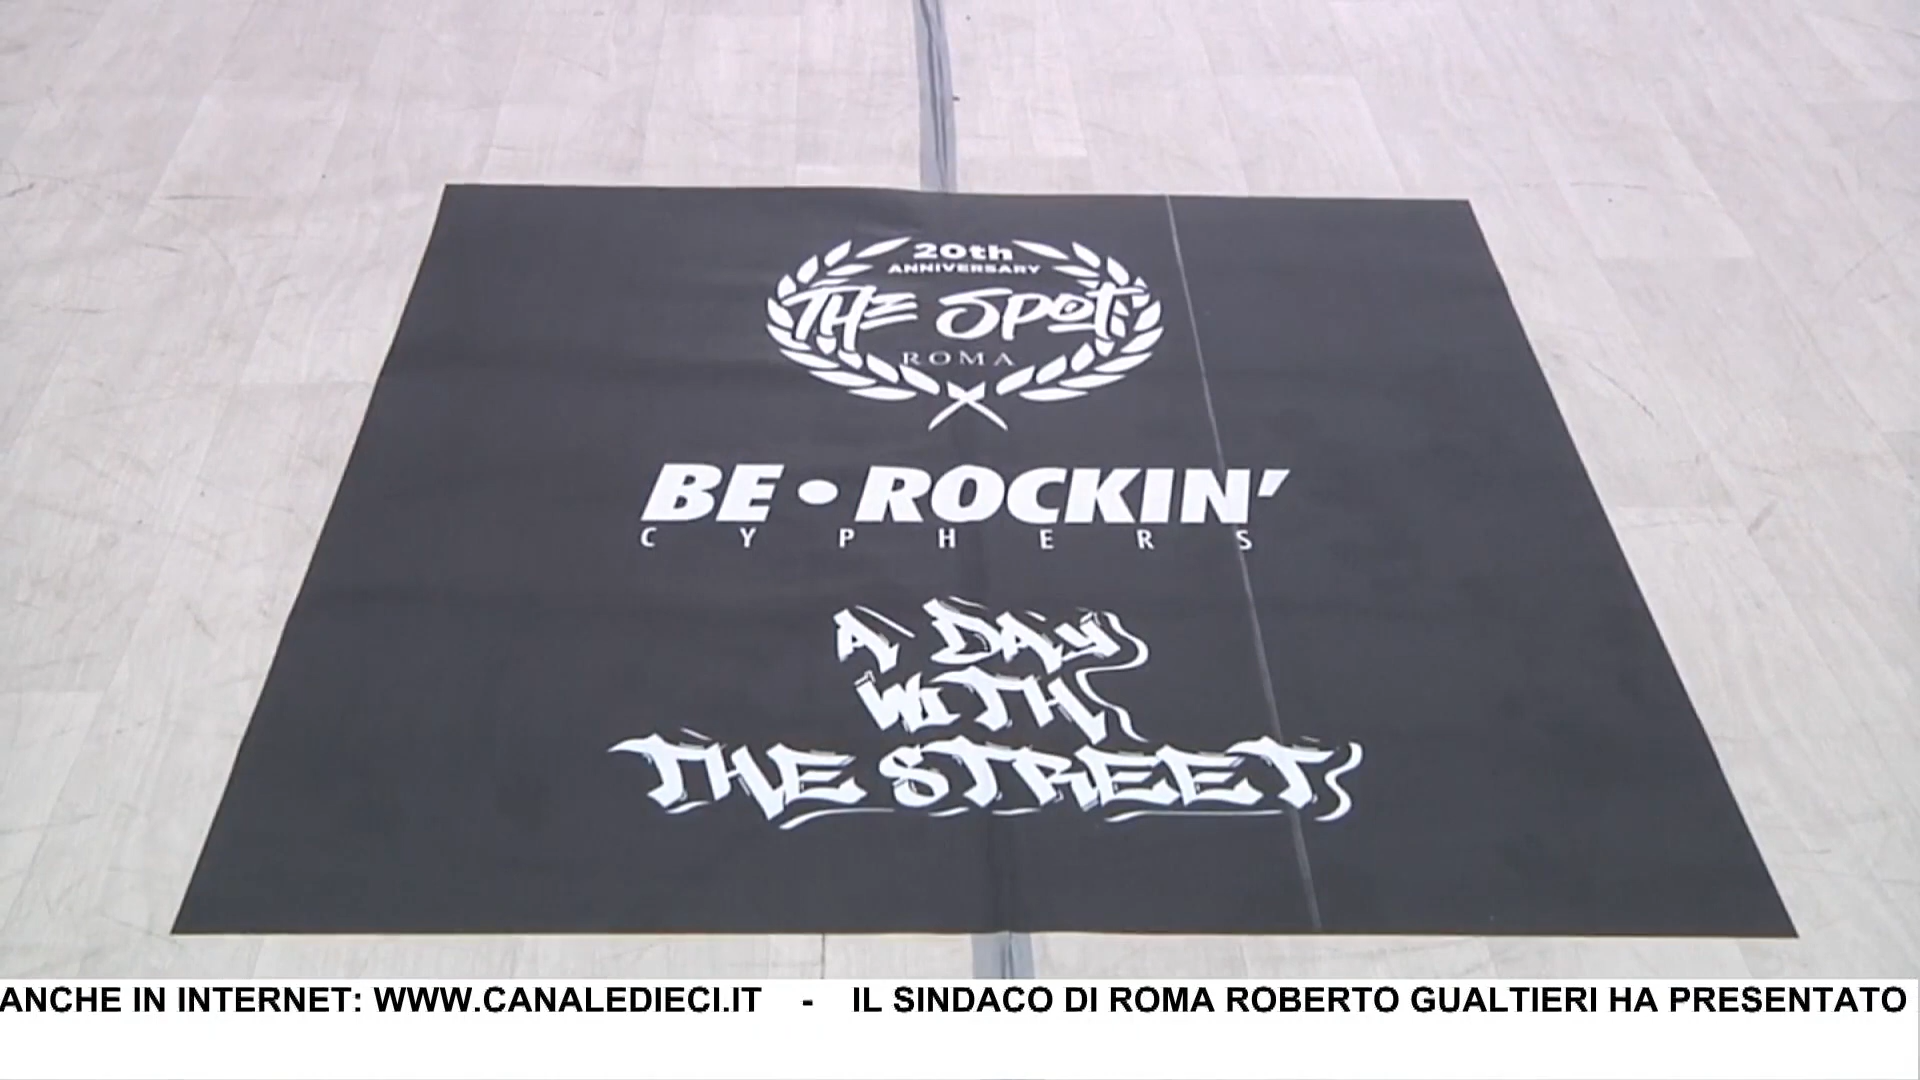 20th
ANNIVERSARY
THE SPOT
ROMA
BE • ROCKIN'
CYPHERS
A DAY
WITH
THE STREET
ANCHE IN INTERNET: WWW.CANALEDIECI.IT - IL SINDACO DI ROMA ROBERTO GUALTIERI HA PRESENTATO